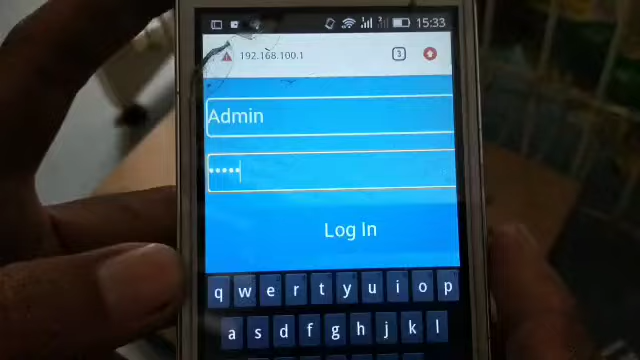 15:33
192.168.100.1
3
Admin
•••••
Log In
q w e r t y u i o p
a s d f g h j k l